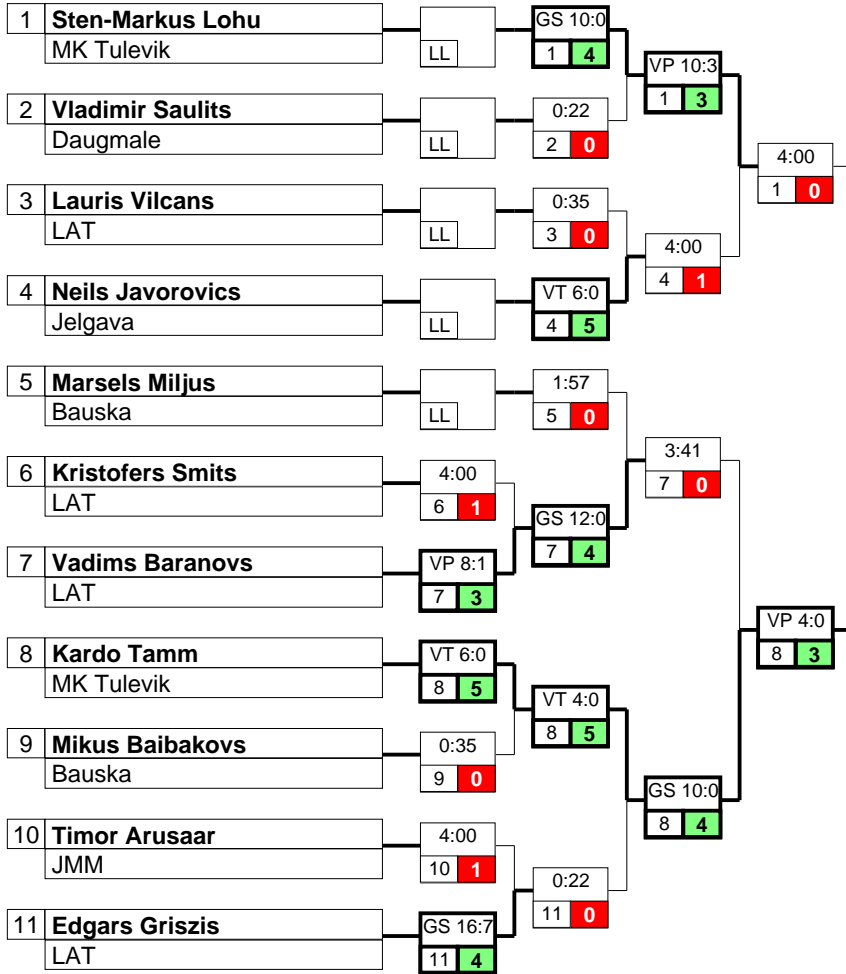 1 Sten-Markus Lohu
MK Tulevik
LL
GS 10:0
1 4
VP 10:3
1 3
2 Vladimir Saulits
Daugmale
LL
0:22
2 0
4:00
1 0
3 Lauris Vilcans
LAT
LL
0:35
3 0
4:00
4 1
4 Neils Javorovics
Jelgava
LL
VT 6:0
4 5
5 Marsels Miljus
Bauska
LL
1:57
5 0
3:41
7 0
6 Kristofers Smits
LAT
4:00
6 1
GS 12:0
7 4
7 Vadims Baranovs
LAT
VP 8:1
7 3
VP 4:0
8 3
8 Kardo Tamm
MK Tulevik
VT 6:0
8 5
VT 4:0
8 5
9 Mikus Baibakovs
Bauska
0:35
9 0
GS 10:0
8 4
10 Timor Arusaar
JMM
4:00
10 1
0:22
11 0
11 Edgars Griszis
LAT
GS 16:7
11 4